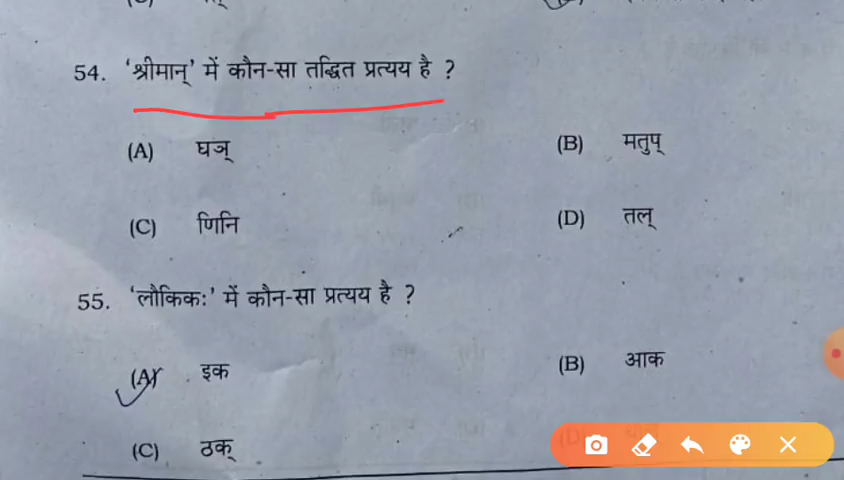 54. 'श्रीमान्' में कौन-सा तद्धित प्रत्यय है ?
(A) घञ् (B) मतुप्
(C) णिनि (D) तल्
55. 'लौकिकः' में कौन-सा प्रत्यय है ?
(A) इक (B) आक
(C) ठक् (D)